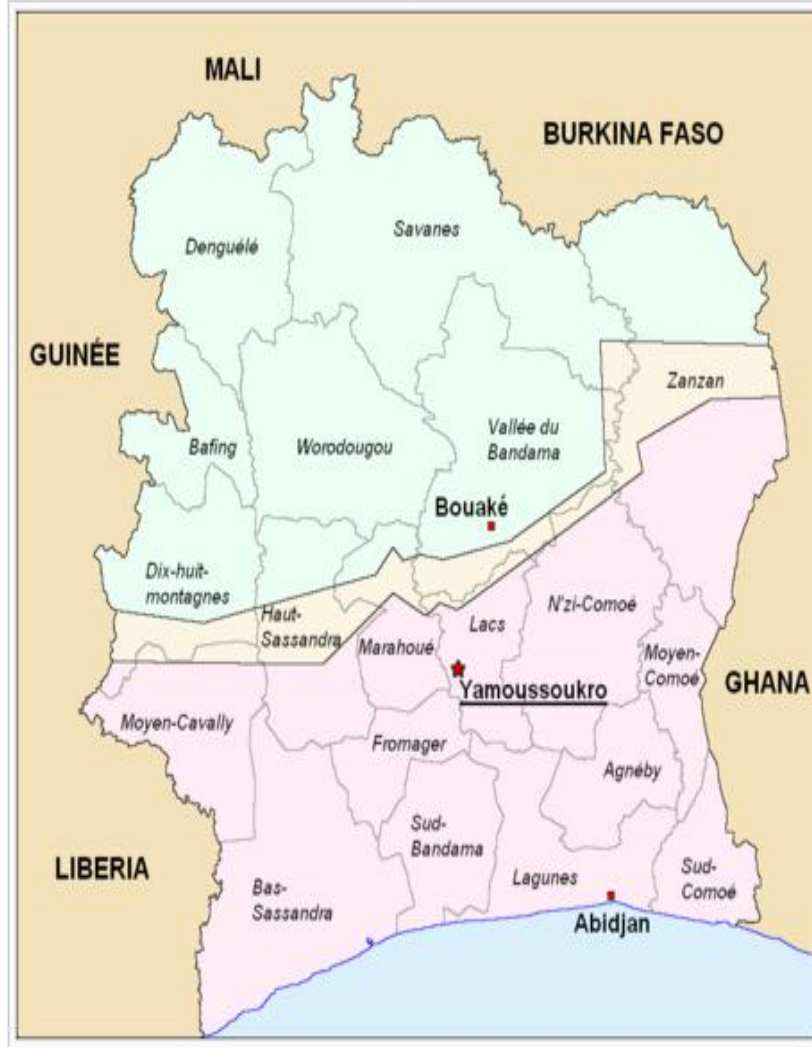 MALI
BURKINA FASO
Denguélé
Savanes
GUINÉE
Zanzan
Bafing
Worodougou
Vallée du
Bandama
Bouaké
Dix-huit-
montagnes
Haut-
Sassandra
Marahoué
Lacs
N'zi-Comoé
Moyen-
Comoé
GHANA
Yamoussoukro
Moyen-Cavally
Fromager
Agnéby
Sud-
Bandama
LIBERIA
Bas-
Sassandra
Lagunes
Sud-
Comoé
Abidjan